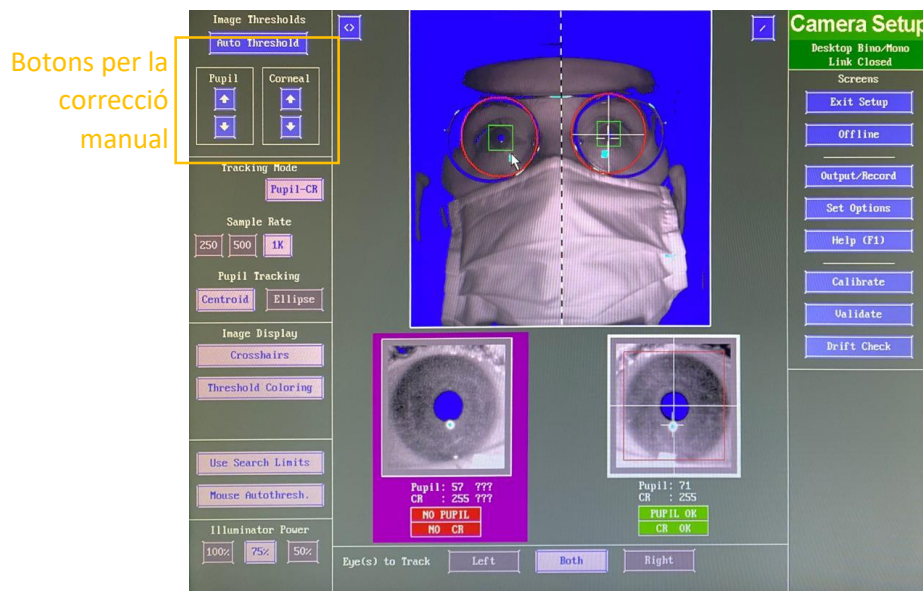 Botons per la
correcció
manual
Image Thresholds
Auto Threshold
Pupil Corneal
Tracking Mode
Pupil-CR
Sample Rate
250 500 1K
Pupil Tracking
Centroid Ellipse
Image Display
Crosshairs
Threshold Coloring
Use Search Limits
Mouse Autothresh.
Illuminator Power
100% 75% 50%
<>
Pupil: 57 ???
CR : 255 ???
NO PUPIL
NO CR
Pupil: 71
CR : 255
PUPIL OK
CR OK
Eye(s) to Track Left Both Right
Camera Setup
Desktop Bino/Mono
Link Closed
Screens
Exit Setup
Offline
Output/Record
Set Options
Help (F1)
Calibrate
Validate
Drift Check